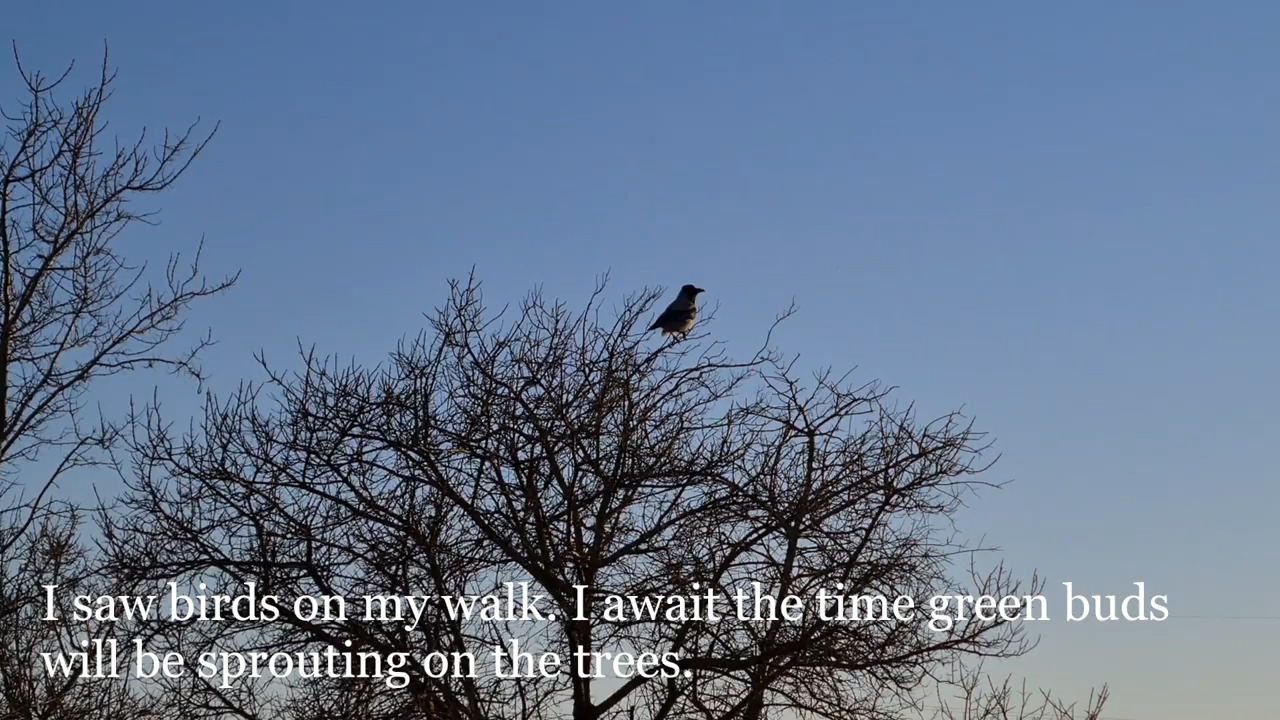 I saw birds on my walk. I await the time green buds
will be sprouting on the trees.